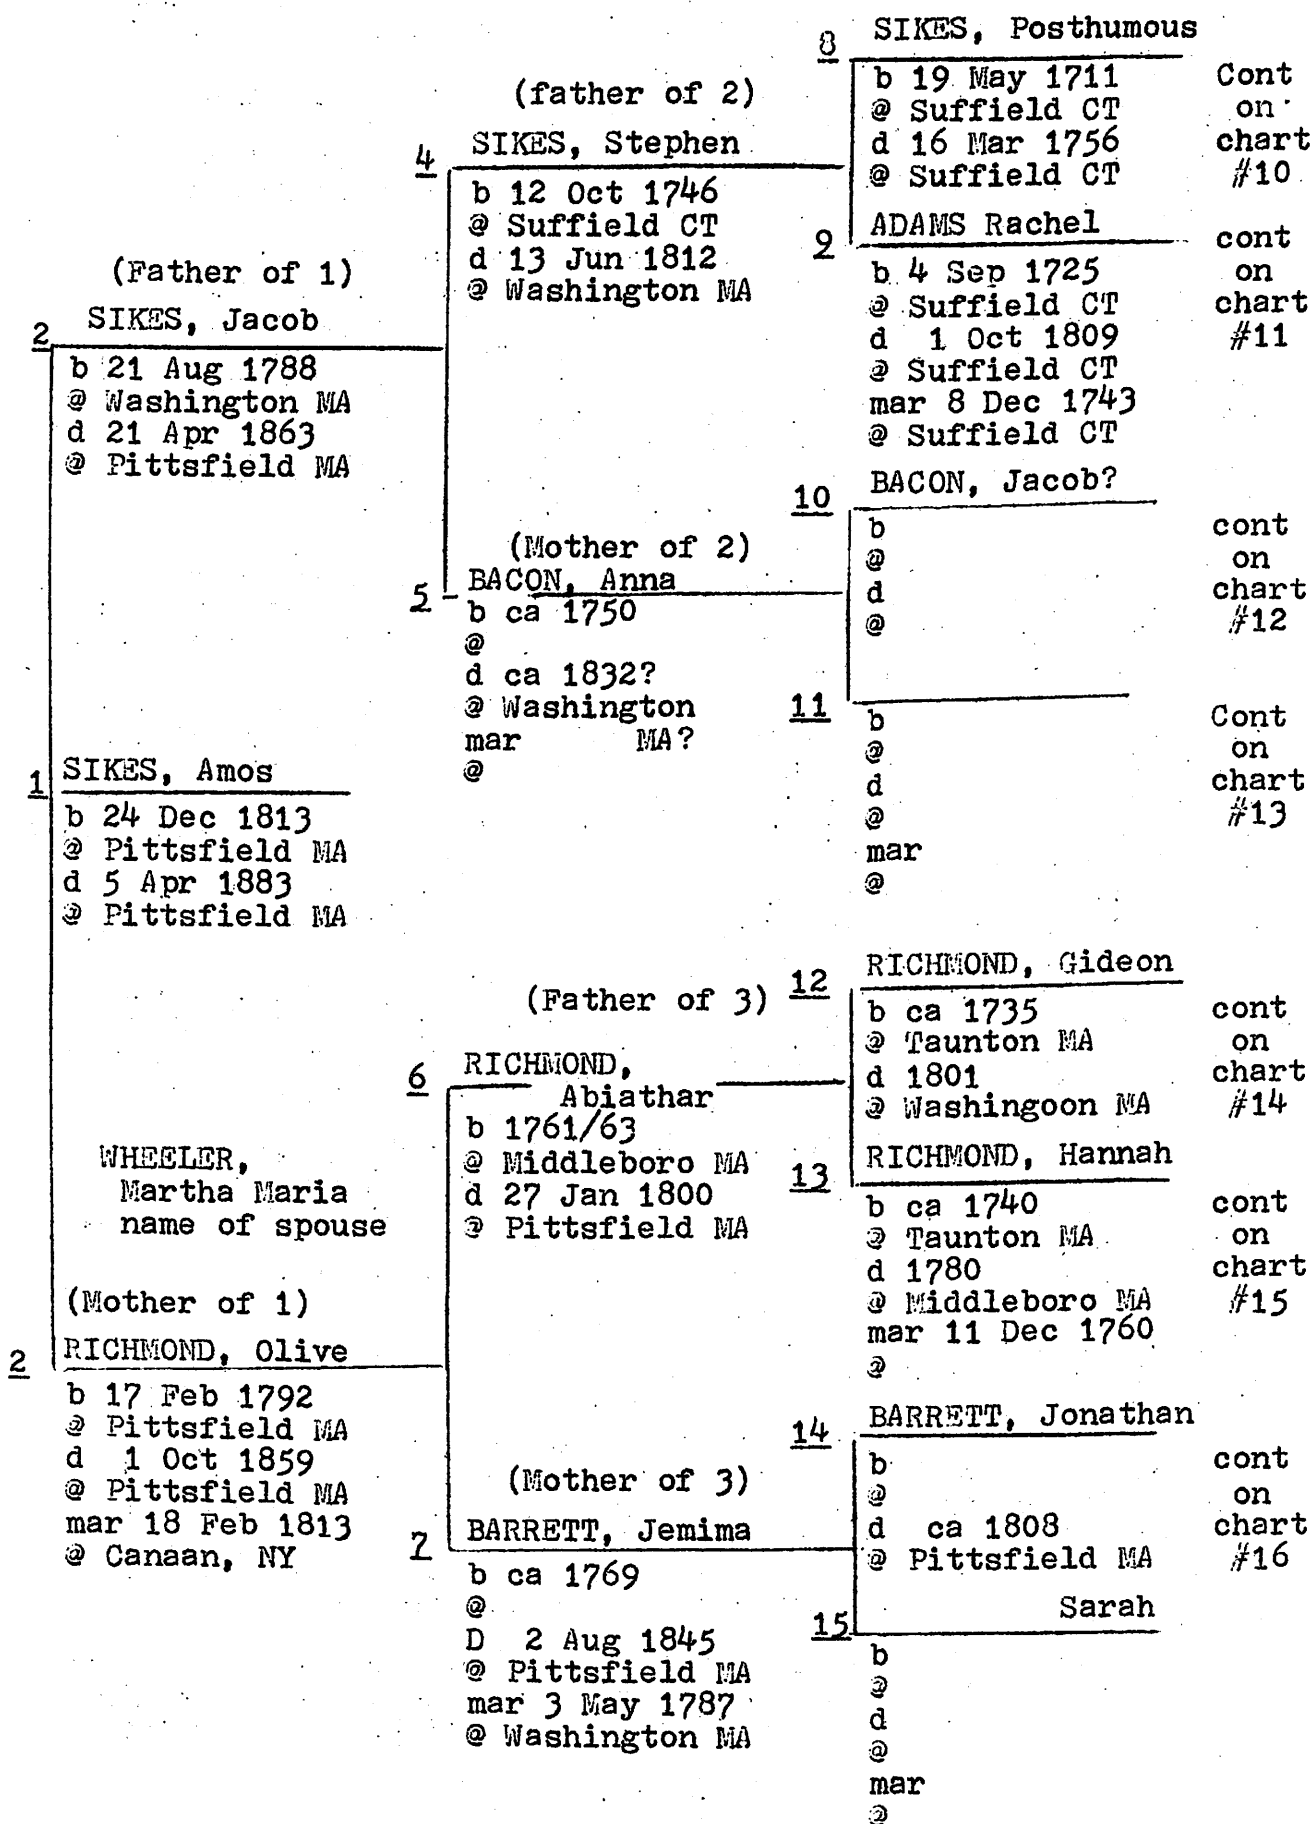 1
SIKES, Amos
b 24 Dec 1813
@ Pittsfield MA
d 5 Apr 1883
@ Pittsfield MA
WHEELER,
Martha Maria
name of spouse
(Father of 1)
2
SIKES, Jacob
b 21 Aug 1788
@ Washington MA
d 21 Apr 1863
@ Pittsfield MA
(Mother of 1)
2
RICHMOND, Olive
b 17 Feb 1792
@ Pittsfield MA
d 1 Oct 1859
@ Pittsfield MA
mar 18 Feb 1813
@ Canaan, NY
(father of 2)
4
SIKES, Stephen
b 12 Oct 1746
@ Suffield CT
d 13 Jun 1812
@ Washington MA
(Mother of 2)
5
BACON, Anna
b ca 1750
@
d ca 1832?
@ Washington
mar MA?
@
(Father of 3)
6
RICHMOND,
Abiathar
b 1761/63
@ Middleboro MA
d 27 Jan 1800
@ Pittsfield MA
(Mother of 3)
7
BARRETT, Jemima
b ca 1769
@
D 2 Aug 1845
@ Pittsfield MA
mar 3 May 1787
@ Washington MA
8
SIKES, Posthumous
b 19 May 1711
@ Suffield CT
d 16 Mar 1756
@ Suffield CT
Cont
on
chart
#10
9
ADAMS Rachel
b 4 Sep 1725
@ Suffield CT
d 1 Oct 1809
@ Suffield CT
mar 8 Dec 1743
@ Suffield CT
cont
on
chart
#11
10
BACON, Jacob?
b
@
d
@
cont
on
chart
#12
11
b
@
d
@
mar
@
Cont
on
chart
#13
12
RICHMOND, Gideon
b ca 1735
@ Taunton MA
d 1801
@ Washingoon MA
cont
on
chart
#14
13
RICHMOND, Hannah
b ca 1740
@ Taunton MA
d 1780
@ Middleboro MA
mar 11 Dec 1760
@
cont
on
chart
#15
14
BARRETT, Jonathan
b
@
d ca 1808
@ Pittsfield MA
cont
on
chart
#16
15
Sarah
b
@
d
@
mar
@